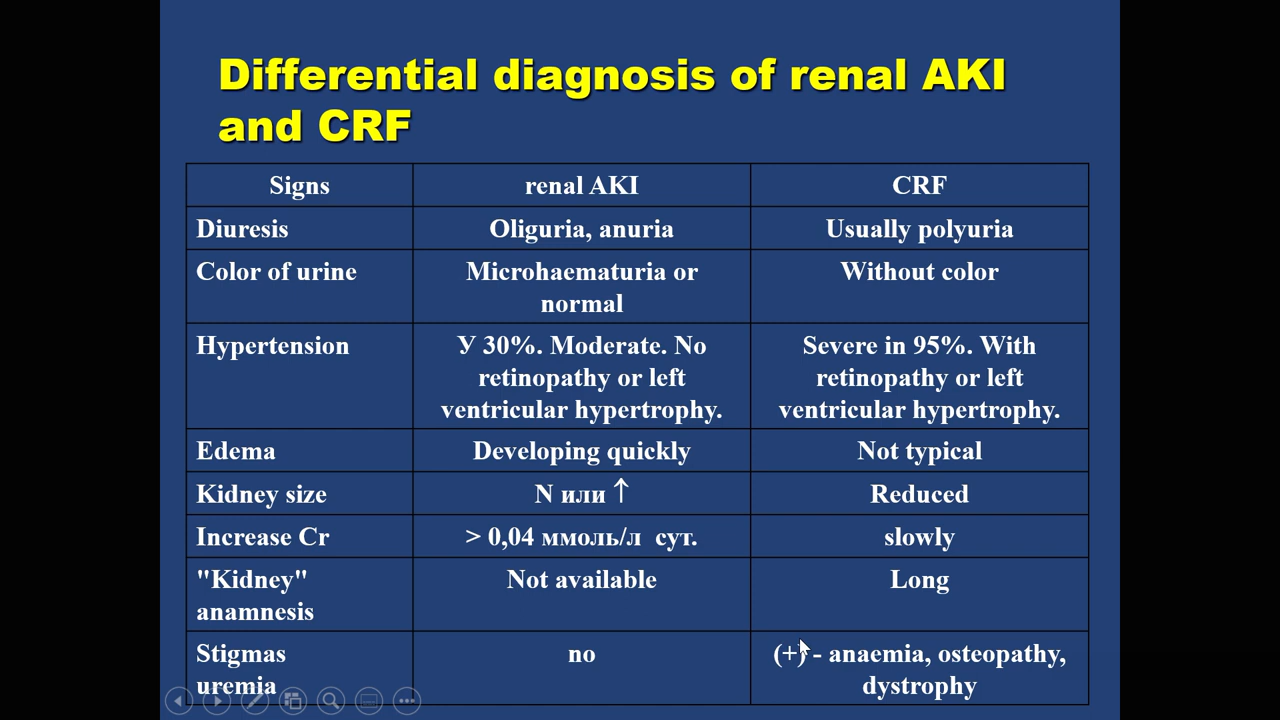 Differential diagnosis of renal AKI
and CRF
Signs
renal AKI
CRF
Diuresis
Oliguria, anuria
Usually polyuria
Color of urine
Microhaematuria or
normal
Without color
Hypertension
У 30%. Moderate. No
retinopathy or left
ventricular hypertrophy.
Severe in 95%. With
retinopathy or left
ventricular hypertrophy.
Edema
Developing quickly
Not typical
Kidney size
N или ↑
Reduced
Increase Cr
> 0,04 ммоль/л сут.
slowly
"Kidney"
anamnesis
Not available
Long
Stigmas
uremia
no
(+) - anaemia, osteopathy,
dystrophy